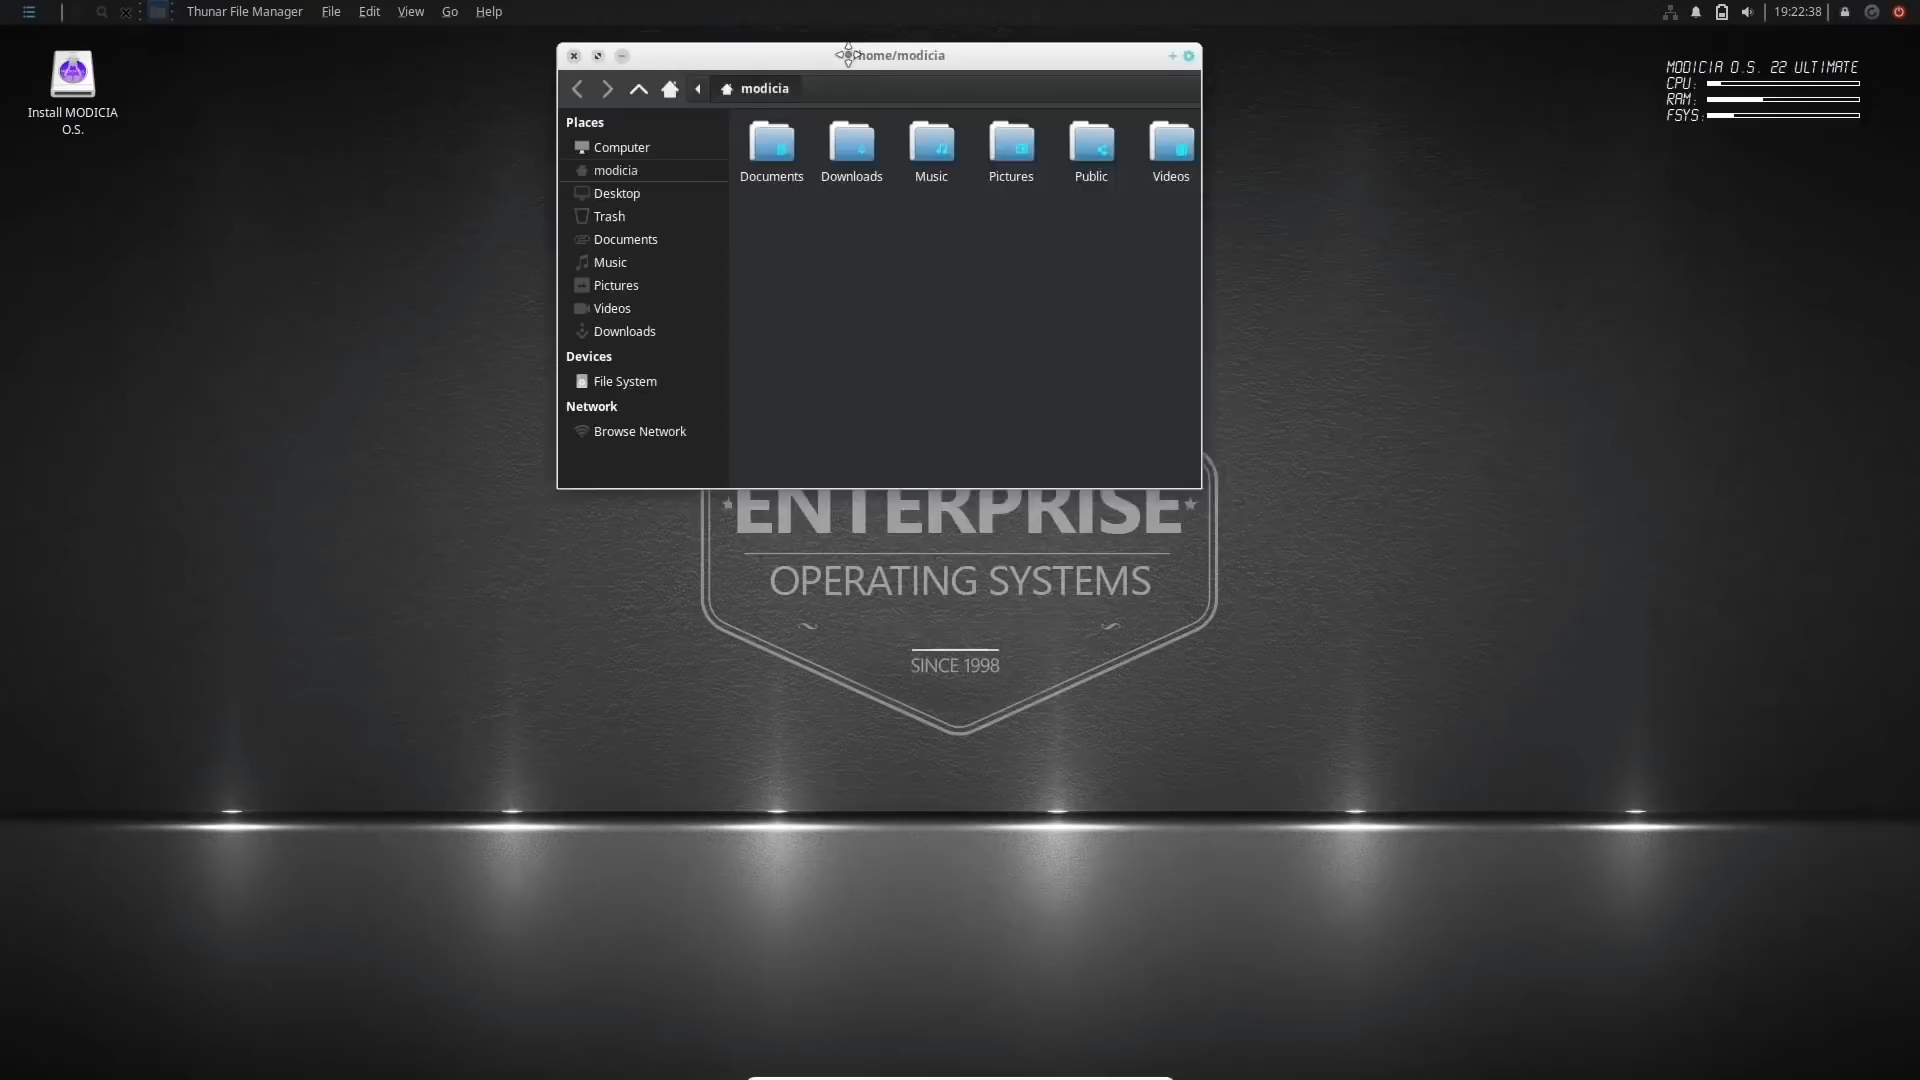 Thunar File Manager File Edit View Go Help
19:22:38
Install MODICIA
O.S.
home/modicia
modicia
Places
Computer
modicia
Desktop
Trash
Documents
Music
Pictures
Videos
Downloads
Devices
File System
Network
Browse Network
Documents Downloads Music Pictures Public Videos
MODICIA O.S. 22 ULTIMATE
CPU:
RAM:
FSYS:
ENTERPRISE
OPERATING SYSTEMS
SINCE 1998